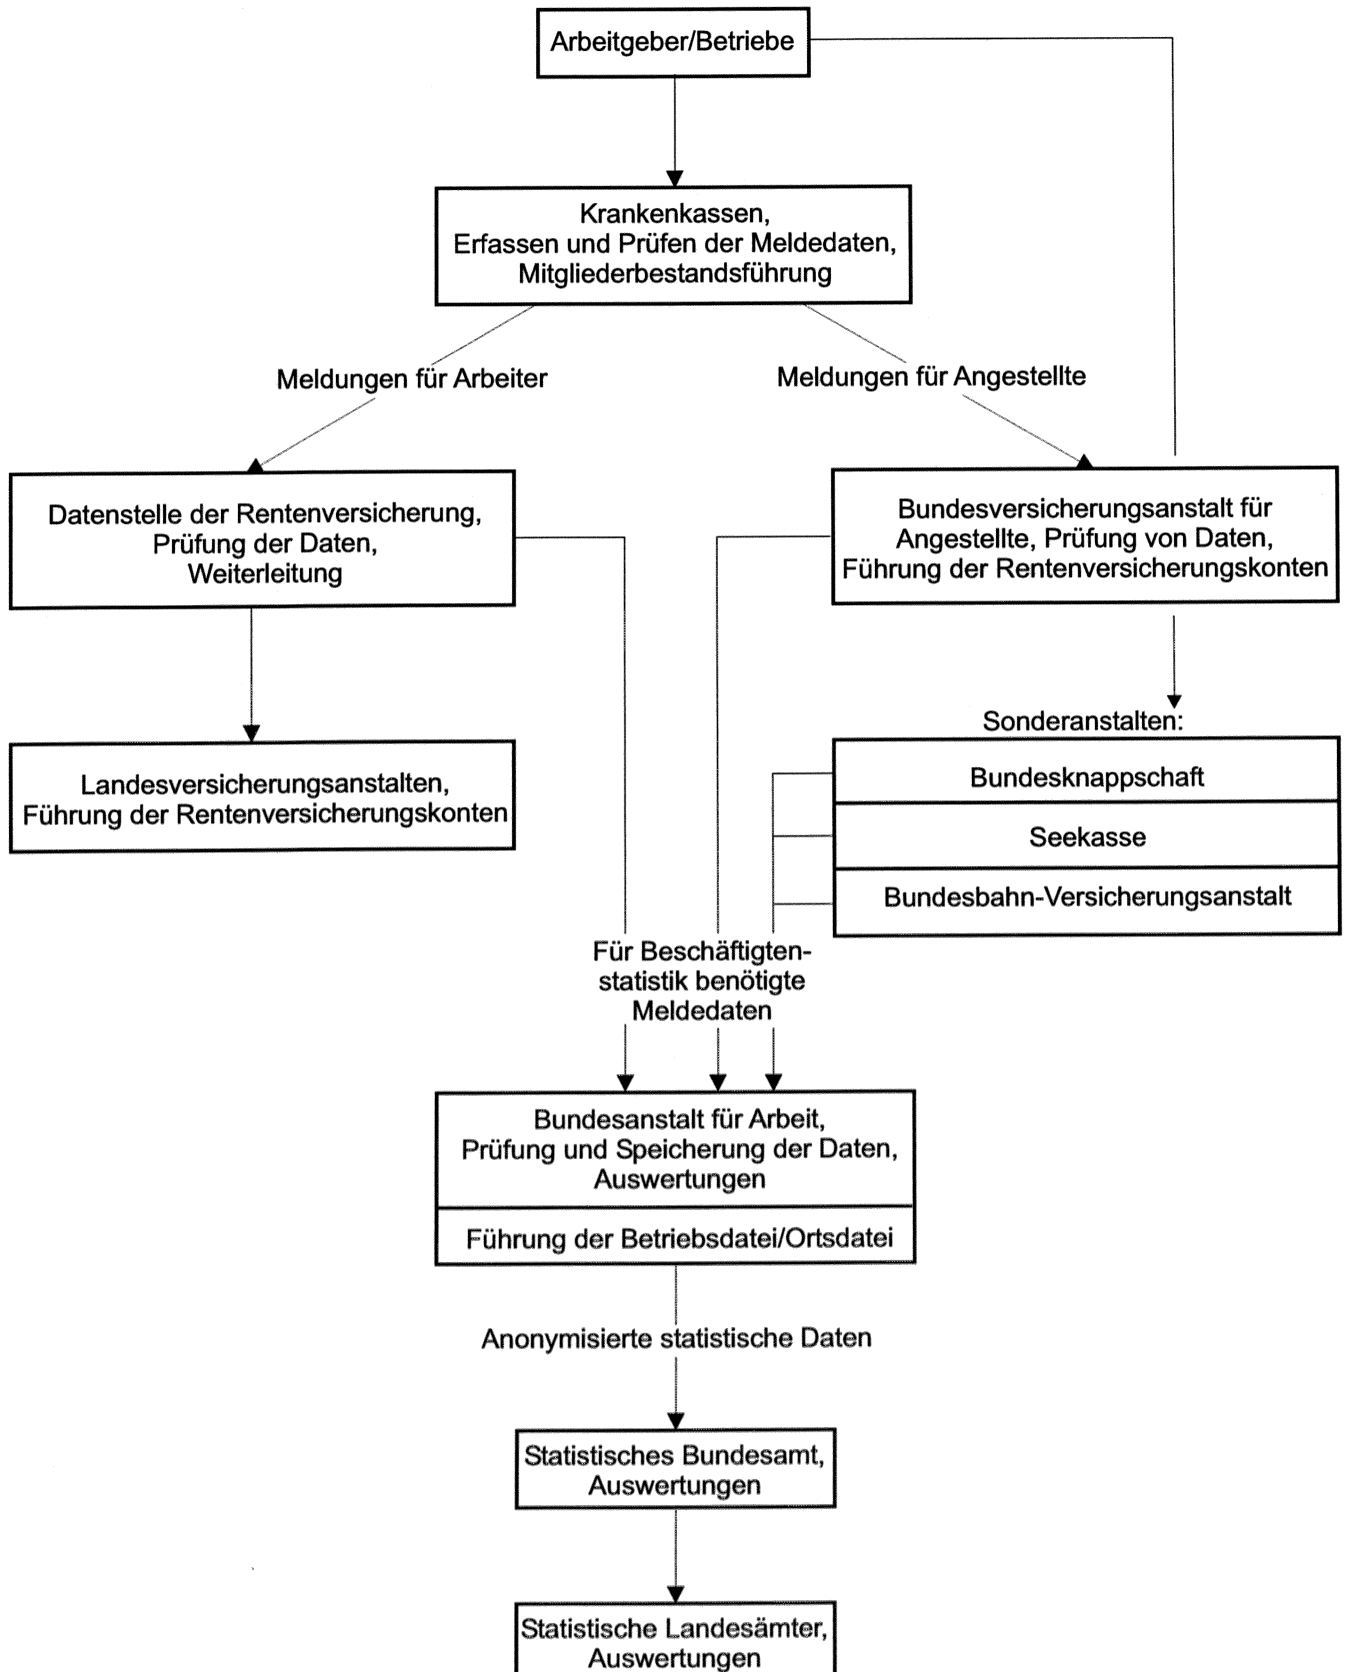 Arbeitgeber/Betriebe
Krankenkassen,
Erfassen und Prüfen der Meldedaten,
Mitgliederbestandsführung
Meldungen für Arbeiter
Meldungen für Angestellte
Datenstelle der Rentenversicherung,
Prüfung der Daten,
Weiterleitung
Bundesversicherungsanstalt für
Angestellte, Prüfung von Daten,
Führung der Rentenversicherungskonten
Landesversicherungsanstalten,
Führung der Rentenversicherungskonten
Sonderanstalten:
Bundesknappschaft
Seekasse
Bundesbahn-Versicherungsanstalt
Für Beschäftigten-
statistik benötigte
Meldedaten
Bundesanstalt für Arbeit,
Prüfung und Speicherung der Daten,
Auswertungen
Führung der Betriebsdatei/Ortsdatei
Anonymisierte statistische Daten
Statistisches Bundesamt,
Auswertungen
Statistische Landesämter,
Auswertungen